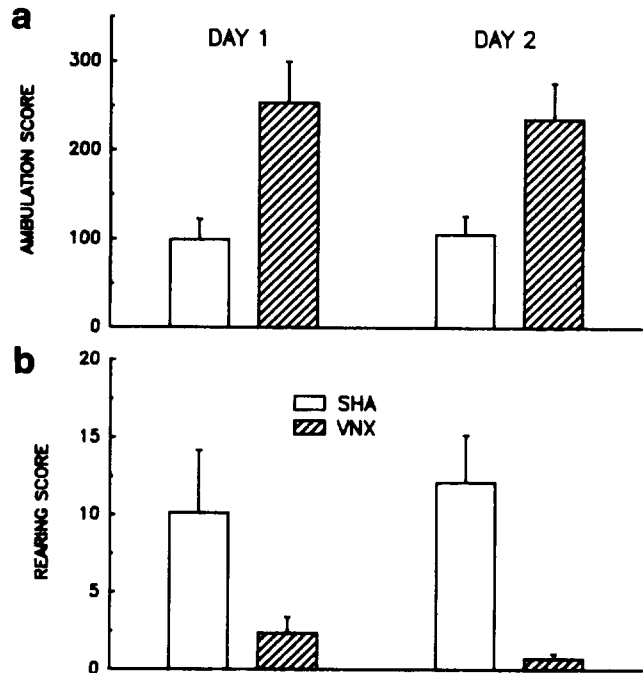 a
DAY 1 DAY 2
300
200
100
0
AMBULATION SCORE
b
20
15
10
5
0
REARING SCORE
SHA
VNX